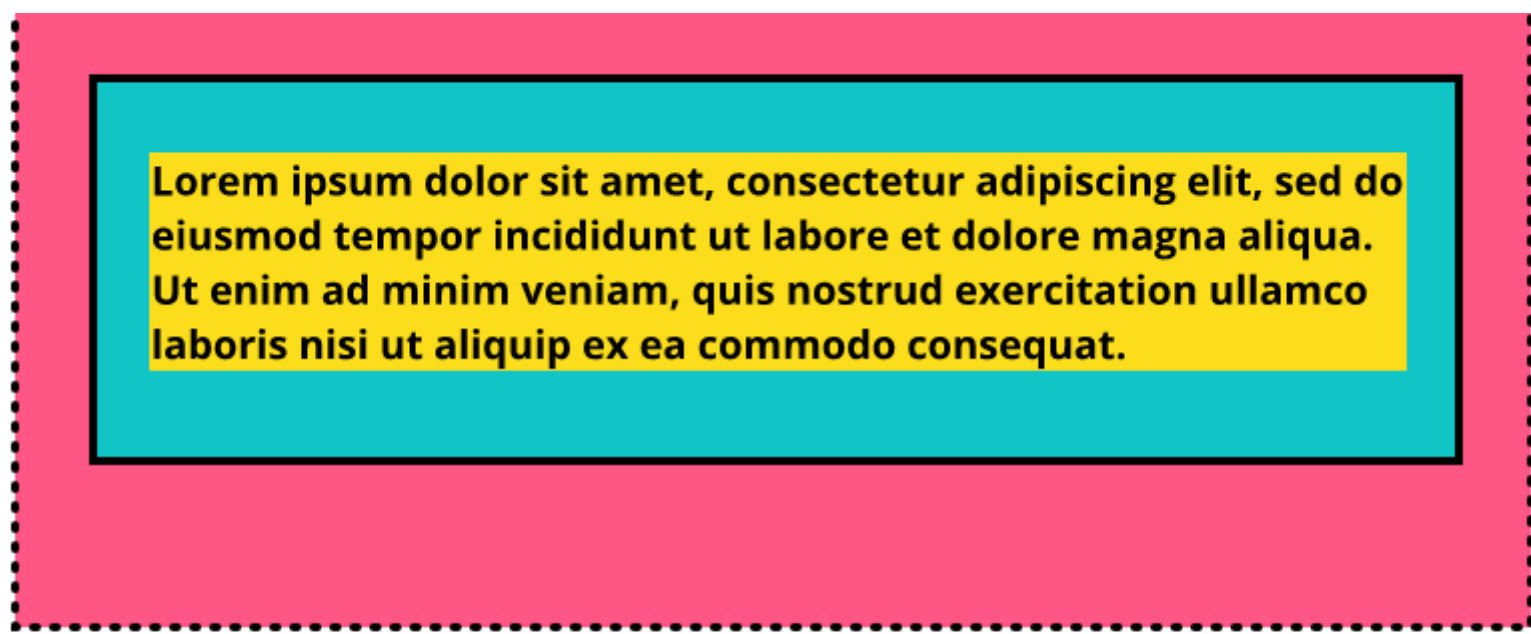 Lorem ipsum dolor sit amet, consectetur adipiscing elit, sed do
eiusmod tempor incididunt ut labore et dolore magna aliqua.
Ut enim ad minim veniam, quis nostrud exercitation ullamco
laboris nisi ut aliquip ex ea commodo consequat.